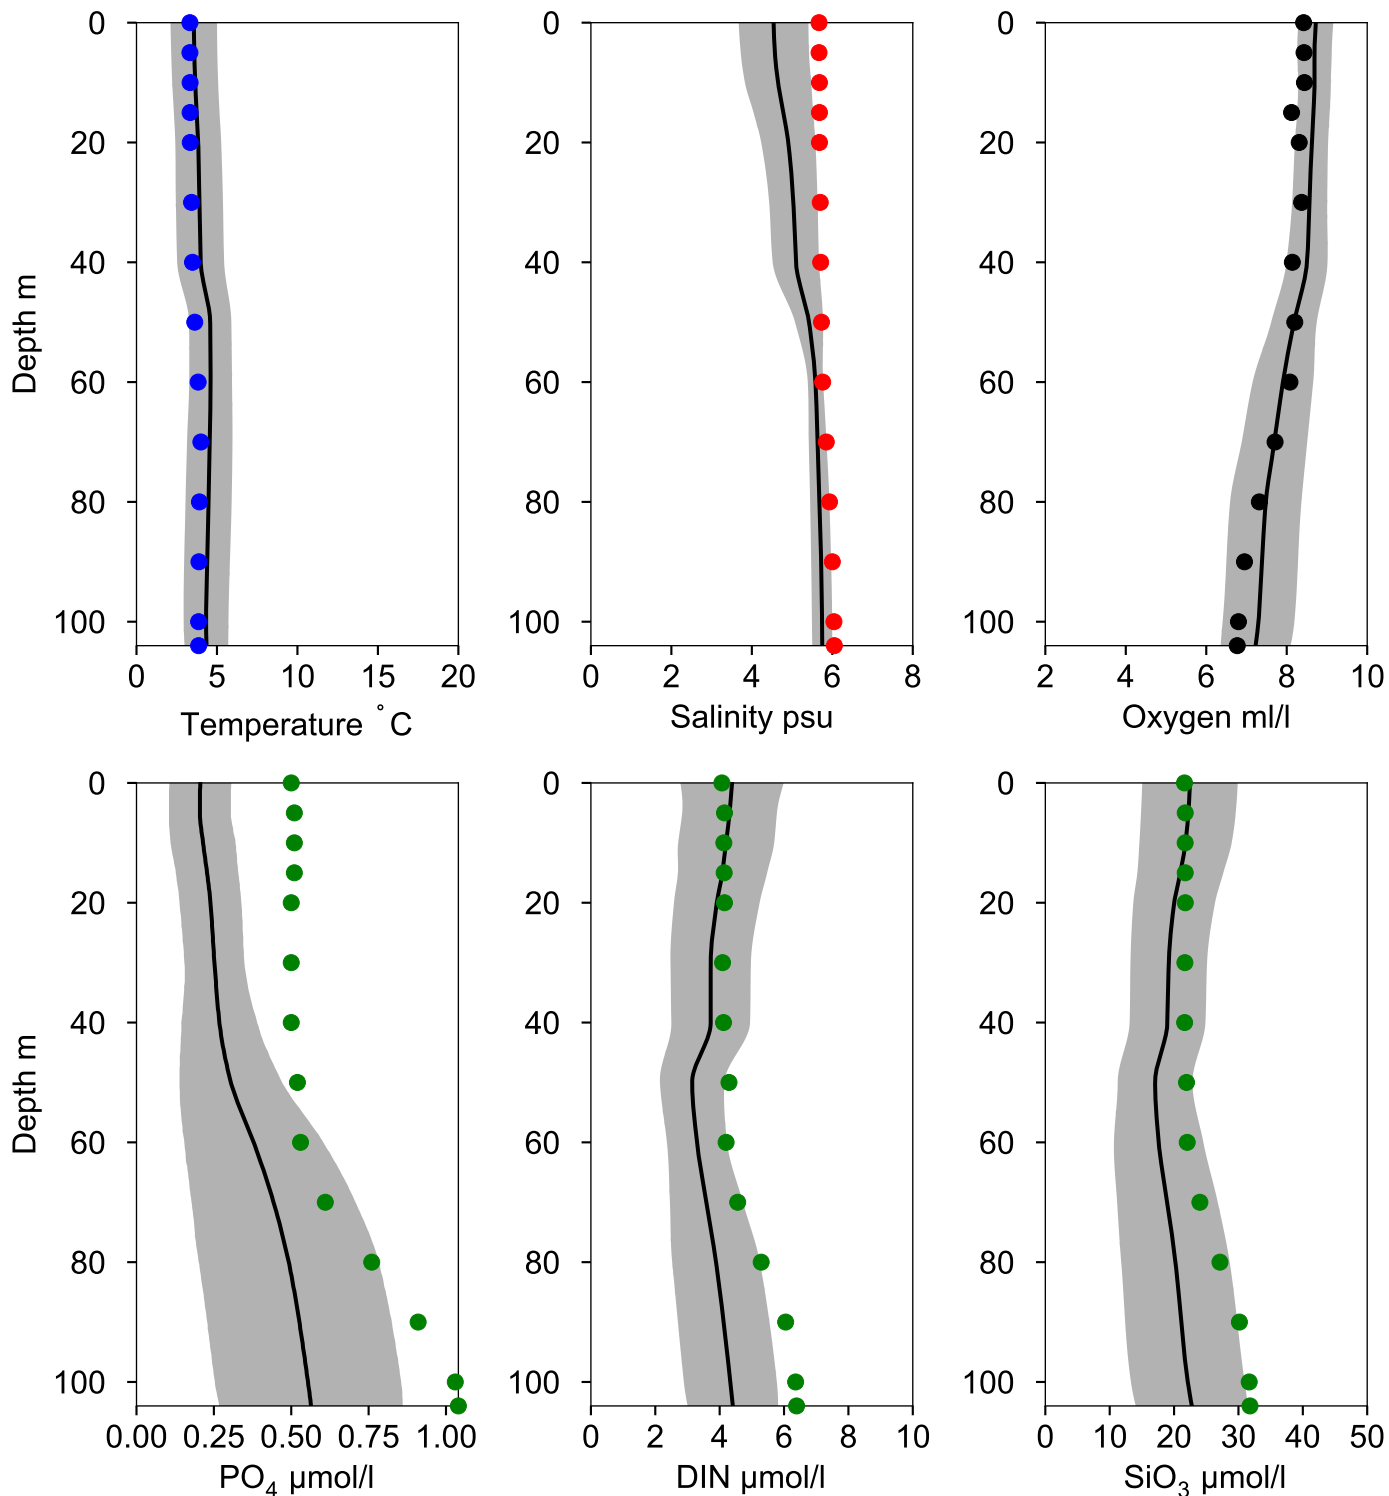 0
20
40
60
80
100
Depth m
0 5 10 15 20
Temperature °C
0
20
40
60
80
100
0 2 4 6 8
Salinity psu
0
20
40
60
80
100
2 4 6 8 10
Oxygen ml/l
0
20
40
60
80
100
Depth m
0.00 0.25 0.50 0.75 1.00
PO₄ µmol/l
0
20
40
60
80
100
0 2 4 6 8 10
DIN µmol/l
0
20
40
60
80
100
0 10 20 30 40 50
SiO₃ µmol/l